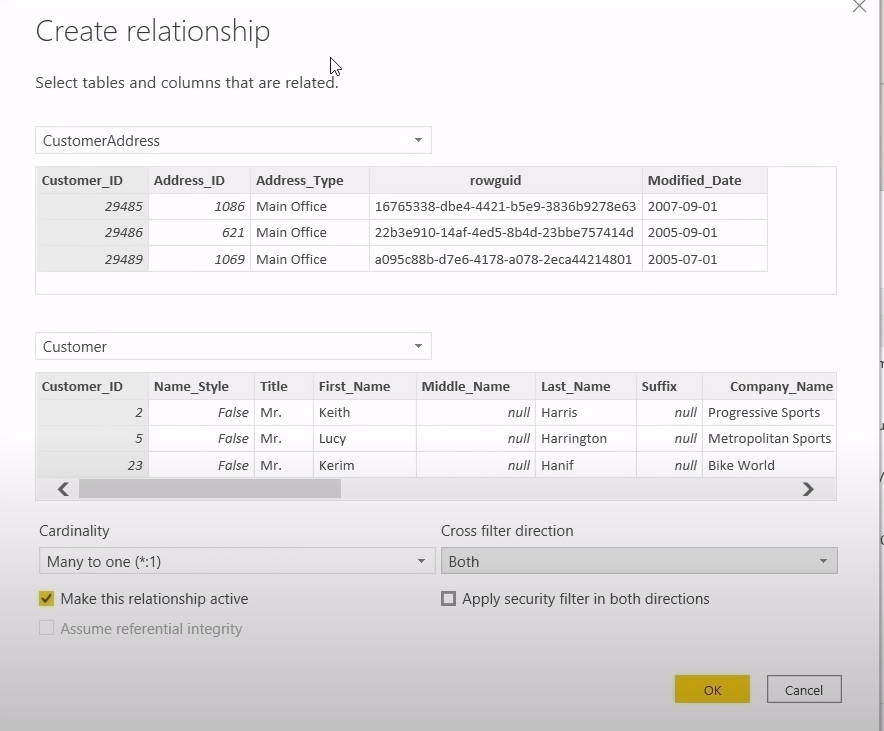 Create relationship
Select tables and columns that are related.
CustomerAddress
Customer_ID Address_ID Address_Type rowguid Modified_Date
29485 1086 Main Office 16765338-dbe4-4421-b5e9-3836b9278e63 2007-09-01
29486 621 Main Office 22b3e910-14af-4ed5-8b4d-23bbe757414d 2005-09-01
29489 1069 Main Office a095c88b-d7e6-4178-a078-2eca44214801 2005-07-01
Customer
Customer_ID Name_Style Title First_Name Middle_Name Last_Name Suffix Company_Name
2 False Mr. Keith null Harris null Progressive Sports
5 False Mr. Lucy null Harrington null Metropolitan Sports
23 False Mr. Kerim null Hanif null Bike World
Cardinality Cross filter direction
Many to one (*:1) Both
Make this relationship active Apply security filter in both directions
Assume referential integrity
OK Cancel